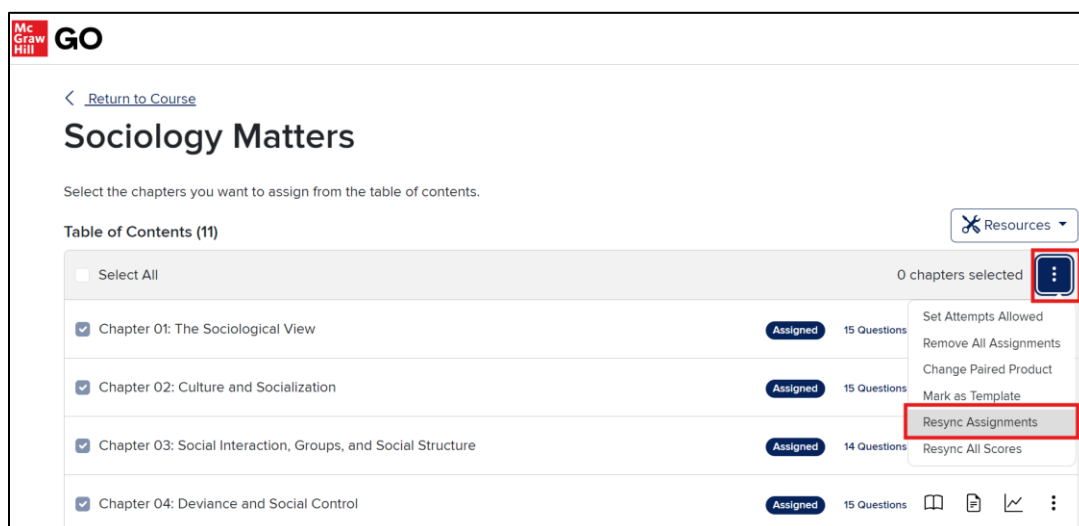 Mc
Graw
Hill
GO
Return to Course
Sociology Matters
Select the chapters you want to assign from the table of contents.
Resources
Table of Contents (11)
Select All
0 chapters selected
Chapter 01: The Sociological View
Assigned
15 Questions
Set Attempts Allowed
Remove All Assignments
Change Paired Product
Mark as Template
Resync Assignments
Resync All Scores
Chapter 02: Culture and Socialization
Assigned
15 Questions
Chapter 03: Social Interaction, Groups, and Social Structure
Assigned
14 Questions
Chapter 04: Deviance and Social Control
Assigned
15 Questions